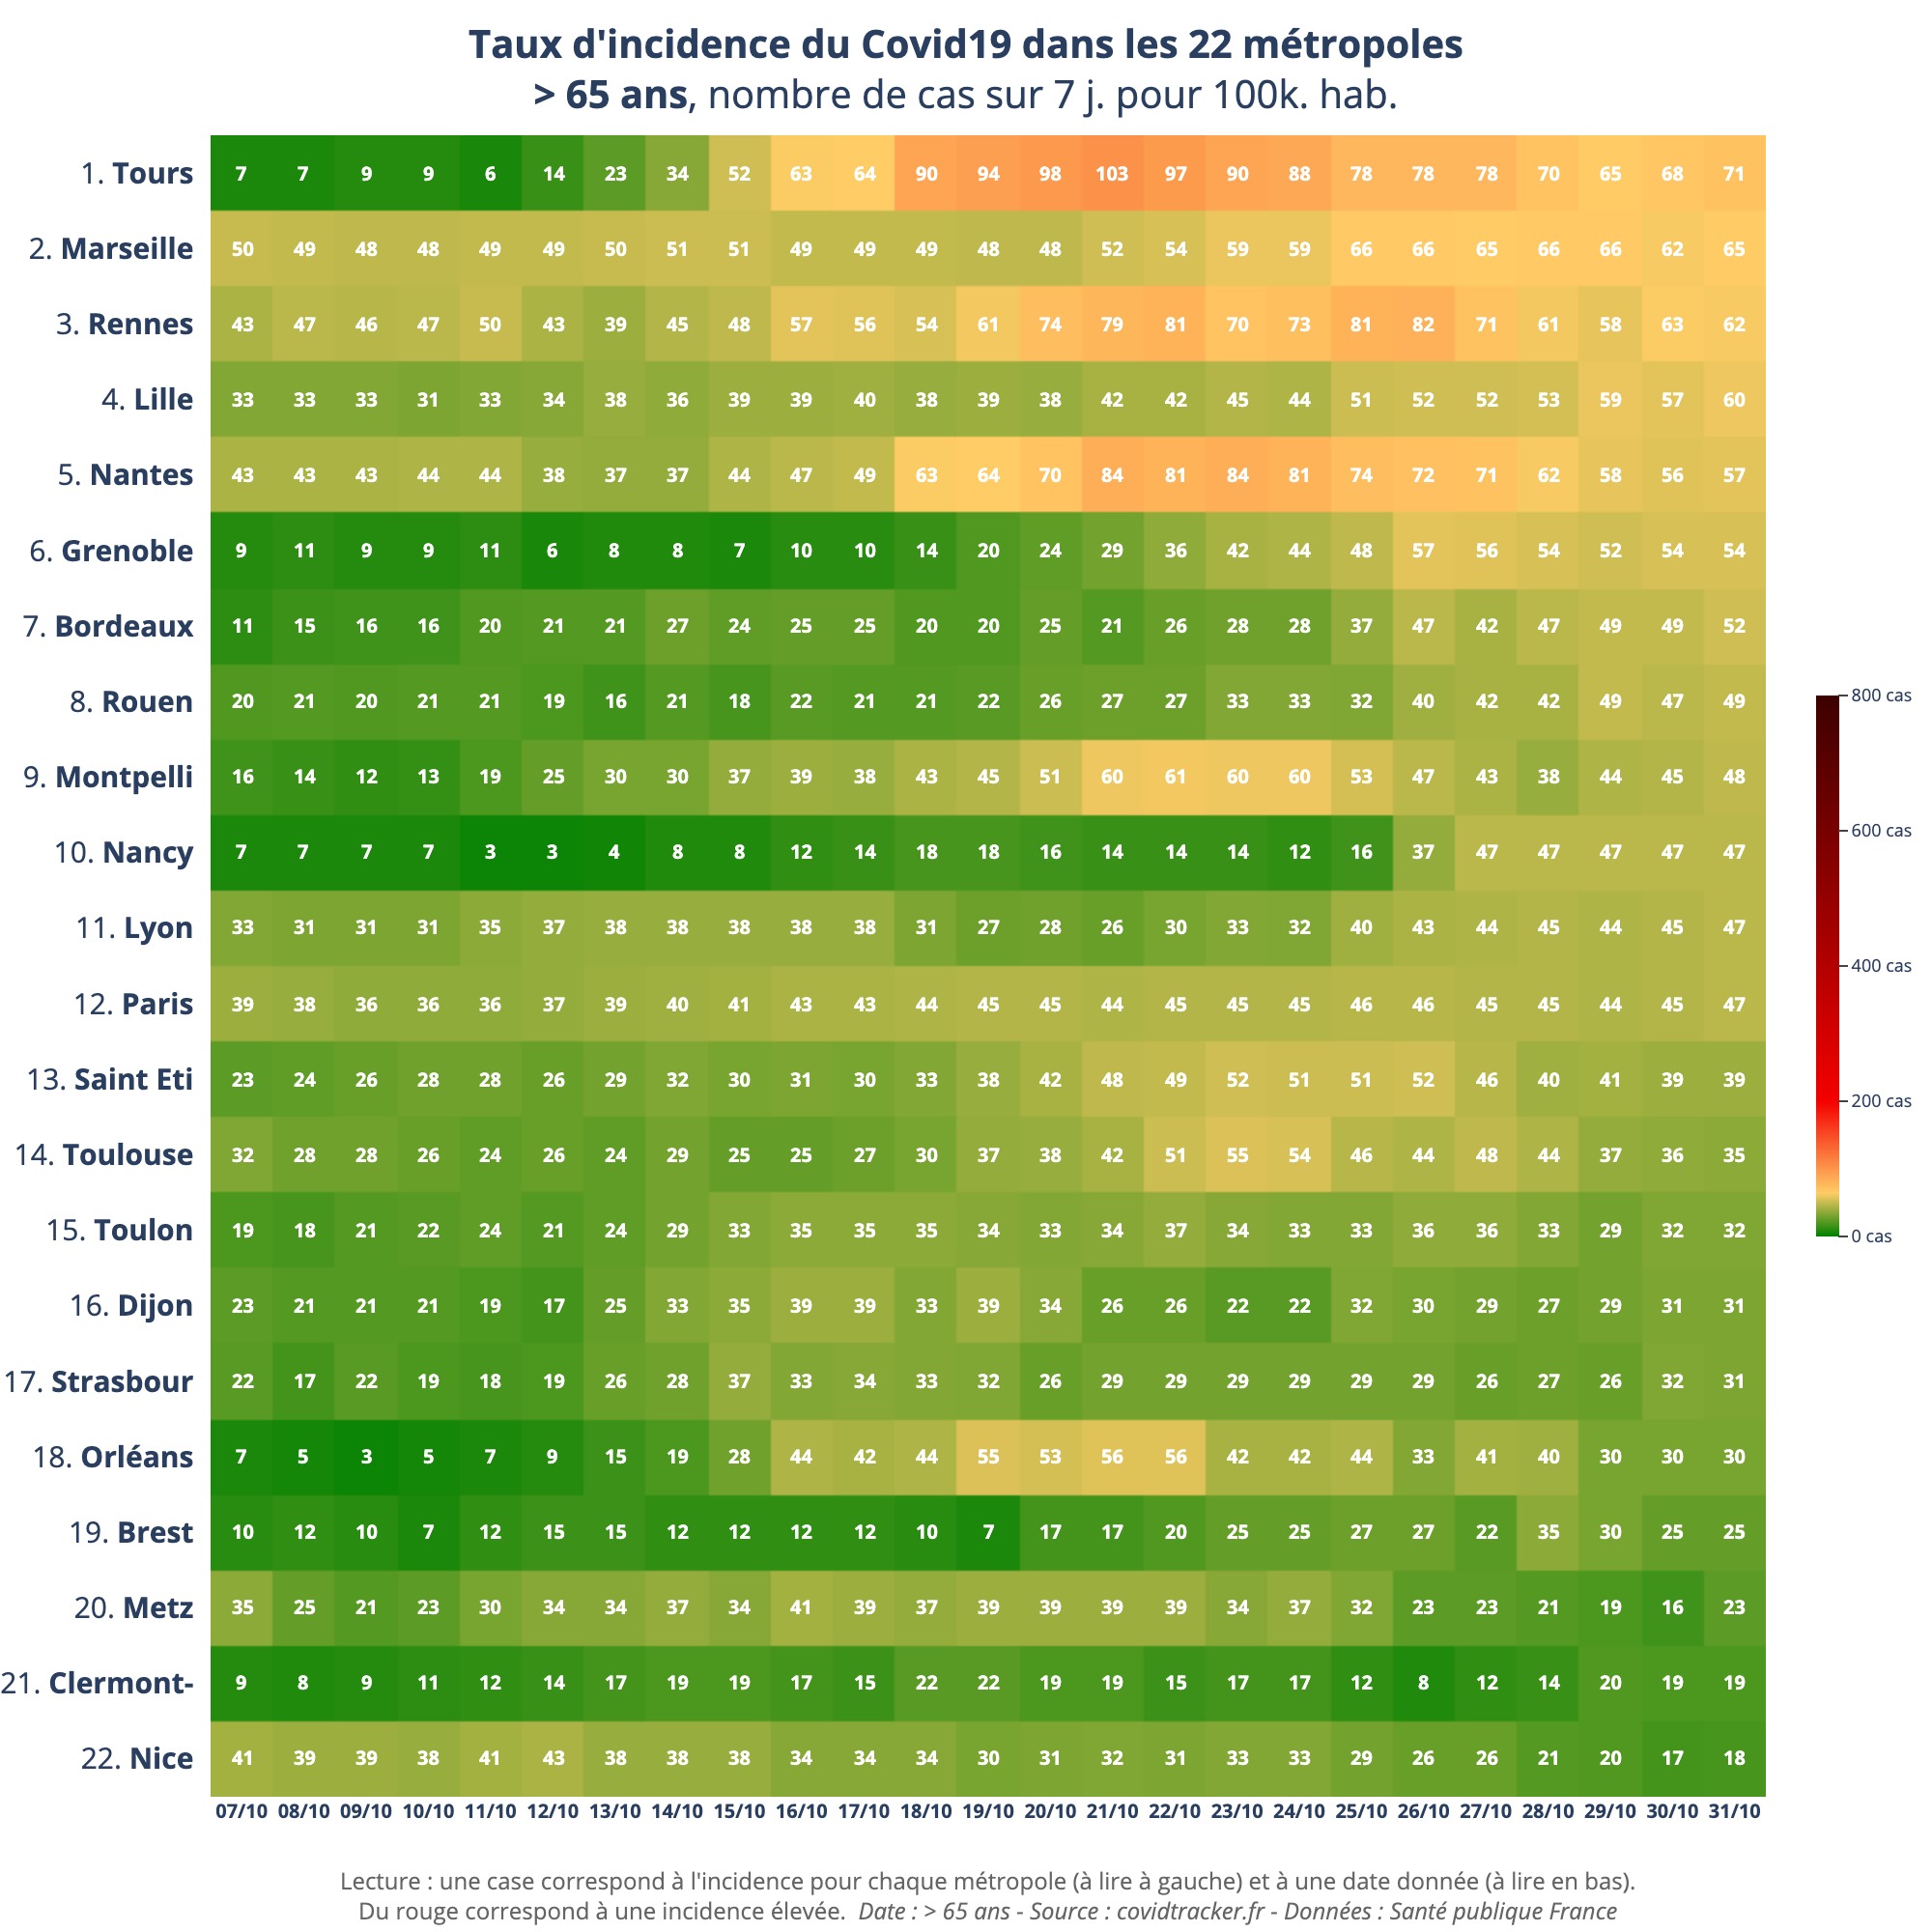 Taux d'incidence du Covid19 dans les 22 métropoles
> 65 ans, nombre de cas sur 7 j. pour 100k. hab.
1. Tours 7 7 9 9 6 14 23 34 52 63 64 90 94 98 103 97 90 88 78 78 78 70 65 68 71
2. Marseille 50 49 48 48 49 49 50 51 51 49 49 49 48 48 52 54 59 59 66 66 65 66 66 62 65
3. Rennes 43 47 46 47 50 43 39 45 48 57 56 54 61 74 79 81 70 73 81 82 71 61 58 63 62
4. Lille 33 33 33 31 33 34 38 36 39 39 40 38 39 38 42 42 45 44 51 52 52 53 59 57 60
5. Nantes 43 43 43 44 44 38 37 37 44 47 49 63 64 70 84 81 84 81 74 72 71 62 58 56 57
6. Grenoble 9 11 9 9 11 6 8 8 7 10 10 14 20 24 29 36 42 44 48 57 56 54 52 54 54
7. Bordeaux 11 15 16 16 20 21 21 27 24 25 25 20 20 25 21 26 28 28 37 47 42 47 49 49 52
8. Rouen 20 21 20 21 21 19 16 21 18 22 21 21 22 26 27 27 33 33 32 40 42 42 49 47 49
800 cas
9. Montpelli 16 14 12 13 19 25 30 30 37 39 38 43 45 51 60 61 60 60 53 47 43 38 44 45 48
600 cas
10. Nancy 7 7 7 7 3 3 4 8 8 12 14 18 18 16 14 14 14 12 16 37 47 47 47 47 47
11. Lyon 33 31 31 31 35 37 38 38 38 38 38 31 27 28 26 30 33 32 40 43 44 45 44 45 47
400 cas
12. Paris 39 38 36 36 36 37 39 40 41 43 43 44 45 45 44 45 45 45 46 46 45 45 44 45 47
13. Saint Eti 23 24 26 28 28 26 29 32 30 31 30 33 38 42 48 49 52 51 51 52 46 40 41 39 39
200 cas
14. Toulouse 32 28 28 26 24 26 24 29 25 25 27 30 37 38 42 51 55 54 46 44 48 44 37 36 35
15. Toulon 19 18 21 22 24 21 24 29 33 35 35 35 34 33 34 37 34 33 33 36 36 33 29 32 32
0 cas
16. Dijon 23 21 21 21 19 17 25 33 35 39 39 33 39 34 26 26 22 22 32 30 29 27 29 31 31
17. Strasbour 22 17 22 19 18 19 26 28 37 33 34 33 32 26 29 29 29 29 29 29 26 27 26 32 31
18. Orléans 7 5 3 5 7 9 15 19 28 44 42 44 55 53 56 56 42 42 44 33 41 40 30 30 30
19. Brest 10 12 10 7 12 15 15 12 12 12 12 10 7 17 17 20 25 25 27 27 22 35 30 25 25
20. Metz 35 25 21 23 30 34 34 37 34 41 39 37 39 39 39 39 34 37 32 23 23 21 19 16 23
21. Clermont- 9 8 9 11 12 14 17 19 19 17 15 22 22 19 19 15 17 17 12 8 12 14 20 19 19
22. Nice 41 39 39 38 41 43 38 38 38 34 34 34 30 31 32 31 33 33 29 26 26 21 20 17 18
07/10 08/10 09/10 10/10 11/10 12/10 13/10 14/10 15/10 16/10 17/10 18/10 19/10 20/10 21/10 22/10 23/10 24/10 25/10 26/10 27/10 28/10 29/10 30/10 31/10
Lecture : une case correspond à l'incidence pour chaque métropole (à lire à gauche) et à une date donnée (à lire en bas).
Du rouge correspond à une incidence élevée. Date : > 65 ans - Source : covidtracker.fr - Données : Santé publique France